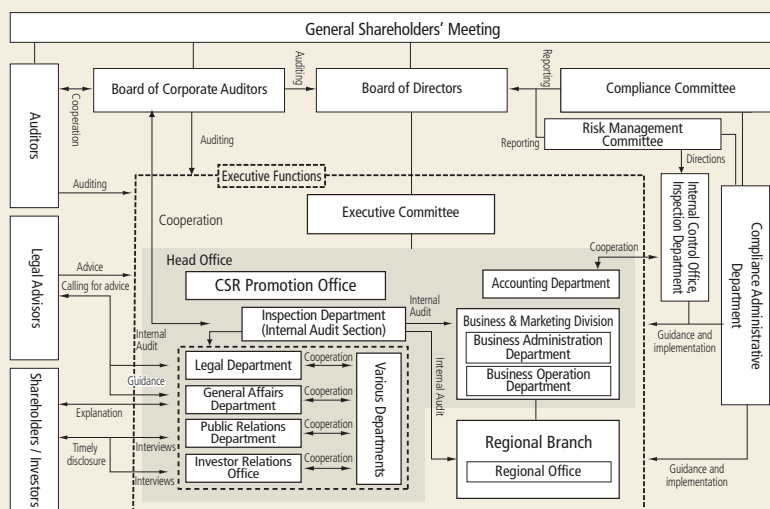 General Shareholders' Meeting
Auditors
Cooperation
Board of Corporate Auditors
Auditing
Board of Directors
Reporting
Compliance Committee
Auditing
Reporting
Risk Management
Committee
Directions
Auditing
Executive Functions
Executive Committee
Cooperation
Internal Control Office,
Inspection Department
Compliance Administrative
Department
Legal Advisors
Advice
Calling for advice
Head Office
CSR Promotion Office
Cooperation
Accounting Department
Internal
Audit
Inspection Department
(Internal Audit Section)
Internal
Audit
Business & Marketing Division
Business Administration
Department
Business Operation
Department
Guidance and
implementation
Legal Department
Cooperation
Various Departments
Internal Audit
Guidance
General Affairs
Department
Cooperation
Shareholders / Investors
Explanation
Public Relations
Department
Cooperation
Timely
disclosure
Interviews
Investor Relations
Office
Cooperation
Interviews
Regional Branch
Regional Office
Guidance and
implementation